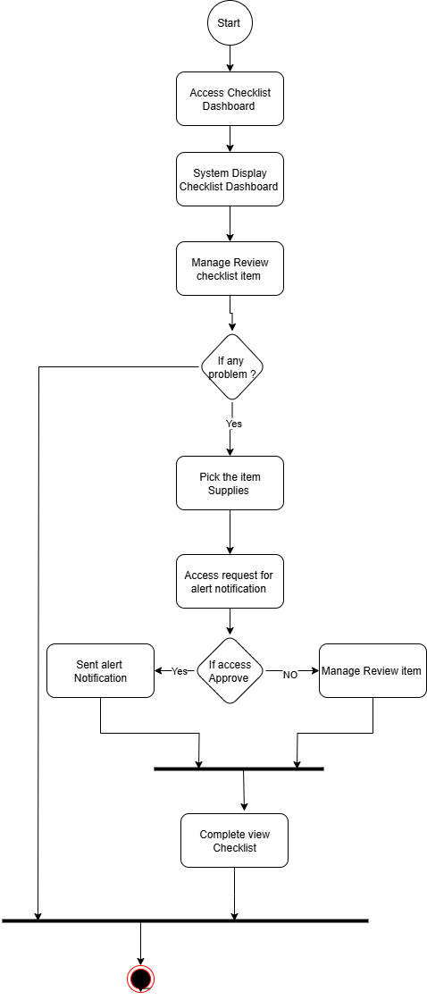 Start
Access Checklist
Dashboard
System Display
Checklist Dashboard
Manage Review
checklist item
If any
problem ?
Yes
Pick the item
Supplies
Access request for
alert notification
Sent alert
Notification
Yes
If access
Approve
NO
Manage Review item
Complete view
Checklist